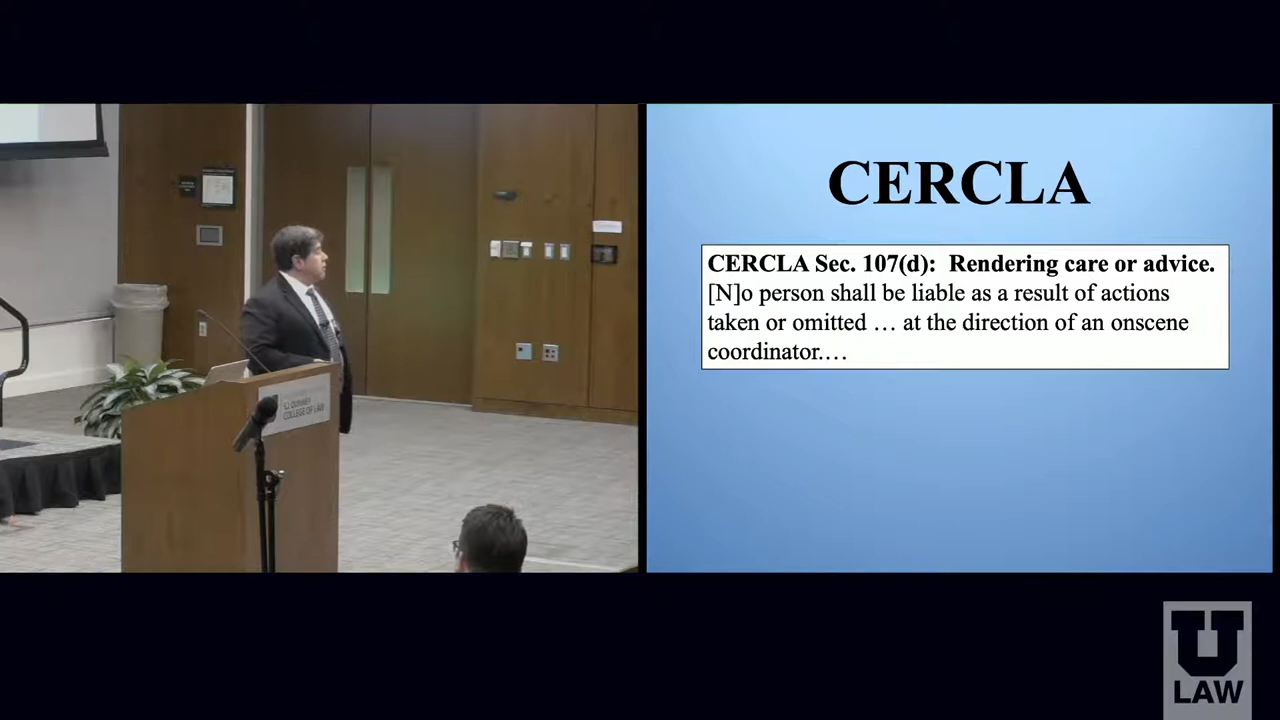 S.J. QUINNEY
COLLEGE OF LAW
CERCLA
CERCLA Sec. 107(d):  Rendering care or advice.
[N]o person shall be liable as a result of actions
taken or omitted … at the direction of an onscene
coordinator.…
U
LAW